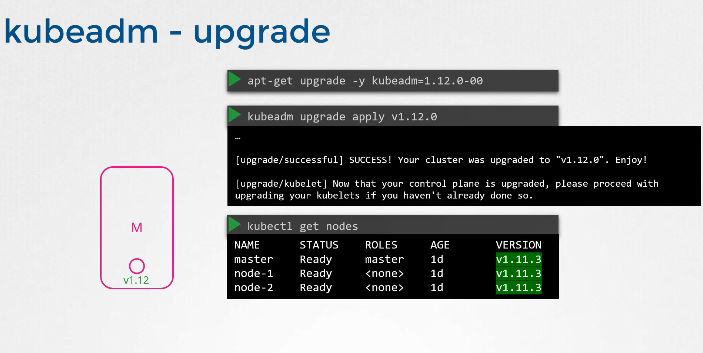 kubeadm - upgrade
apt-get upgrade -y kubeadm=1.12.0-00
kubeadm upgrade apply v1.12.0
…
[upgrade/successful] SUCCESS! Your cluster was upgraded to "v1.12.0". Enjoy!
[upgrade/kubelet] Now that your control plane is upgraded, please proceed with
upgrading your kubelets if you haven't already done so.
kubectl get nodes
NAME STATUS ROLES AGE VERSION
master Ready master 1d v1.11.3
node-1 Ready <none> 1d v1.11.3
node-2 Ready <none> 1d v1.11.3
M
v1.12